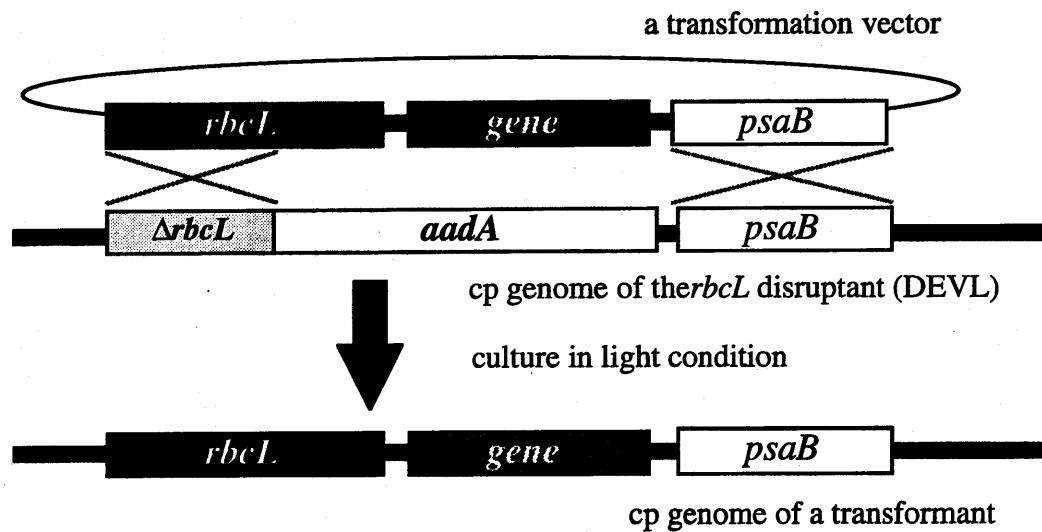 a transformation vector
rbcL gene psaB
ΔrbcL aadA psaB
cp genome of therbcL disruptant (DEVL)
culture in light condition
rbcL gene psaB
cp genome of a transformant